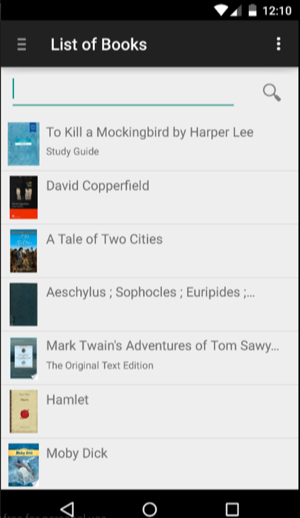 12:10
List of Books
To Kill a Mockingbird by Harper Lee
Study Guide
David Copperfield
A Tale of Two Cities
Aeschylus ; Sophocles ; Euripides ;...
Mark Twain's Adventures of Tom Sawy...
The Original Text Edition
Hamlet
Moby Dick